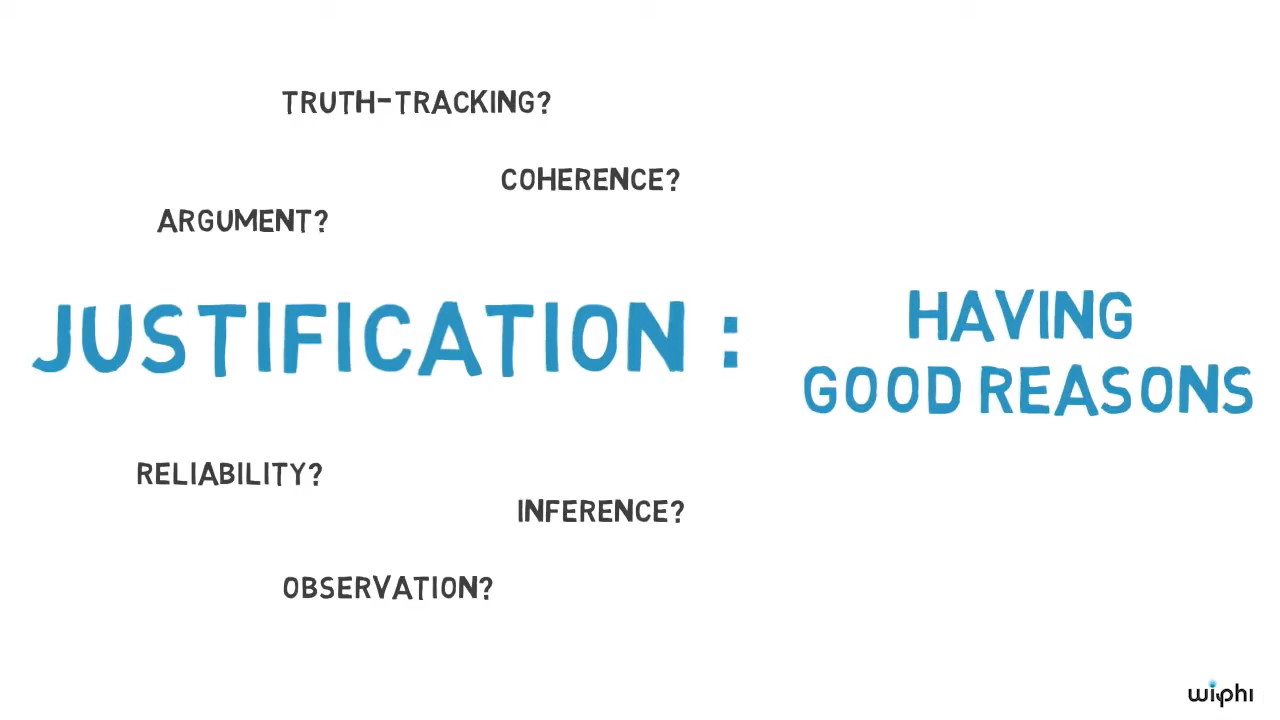 TRUTH-TRACKING?
COHERENCE?
ARGUMENT?
JUSTIFICATION :
HAVING
GOOD REASONS
RELIABILITY?
INFERENCE?
OBSERVATION?
wiphi